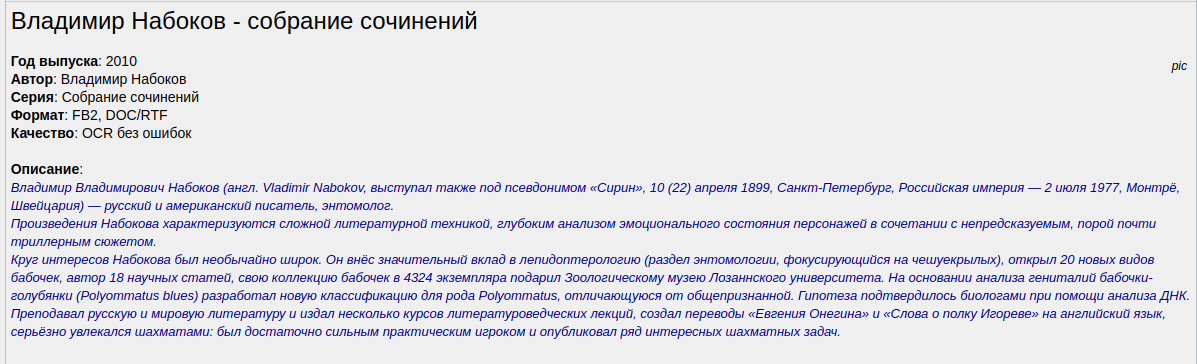 Владимир Набоков - собрание сочинений
Год выпуска: 2010
pic
Автор: Владимир Набоков
Серия: Собрание сочинений
Формат: FB2, DOC/RTF
Качество: OCR без ошибок
Описание:
Владимир Владимирович Набоков (англ. Vladimir Nabokov, выступал также под псевдонимом «Сирин», 10 (22) апреля 1899, Санкт-Петербург, Российская империя — 2 июля 1977, Монтрё,
Швейцария) — русский и американский писатель, энтомолог.
Произведения Набокова характеризуются сложной литературной техникой, глубоким анализом эмоционального состояния персонажей в сочетании с непредсказуемым, порой почти
триллерным сюжетом.
Круг интересов Набокова был необычайно широк. Он внёс значительный вклад в лепидоптерологию (раздел энтомологии, фокусирующийся на чешуекрылых), открыл 20 новых видов
бабочек, автор 18 научных статей, свою коллекцию бабочек в 4324 экземпляра подарил Зоологическому музею Лозаннского университета. На основании анализа гениталий бабочки-
голубянки (Polyommatus blues) разработал новую классификацию для рода Polyommatus, отличающуюся от общепризнанной. Гипотеза подтвердилось биологами при помощи анализа ДНК.
Преподавал русскую и мировую литературу и издал несколько курсов литературоведческих лекций, создал переводы «Евгения Онегина» и «Слова о полку Игореве» на английский язык,
серьёзно увлекался шахматами: был достаточно сильным практическим игроком и опубликовал ряд интересных шахматных задач.